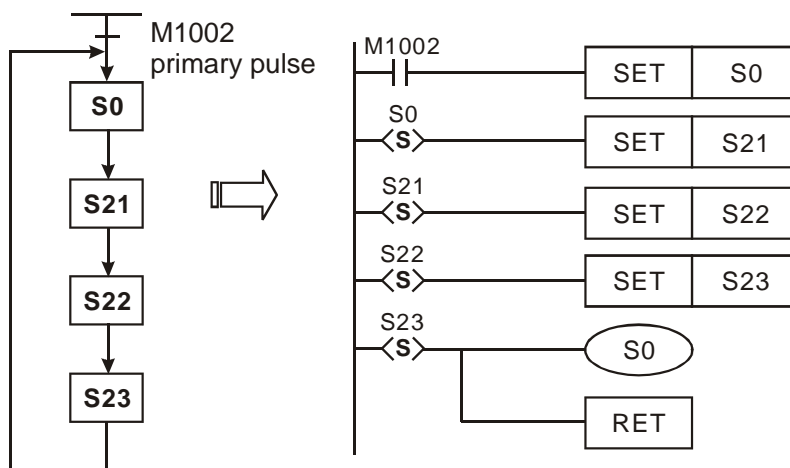 M1002
primary pulse
S0
S21
S22
S23
M1002
SET S0
S0
S
SET S21
S21
S
SET S22
S22
S
SET S23
S23
S
S0
RET